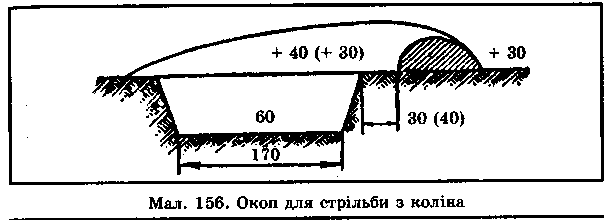 + 40 (+ 30)
+ 30
60
30 (40)
170
Мал. 156. Окоп для стрільби з коліна